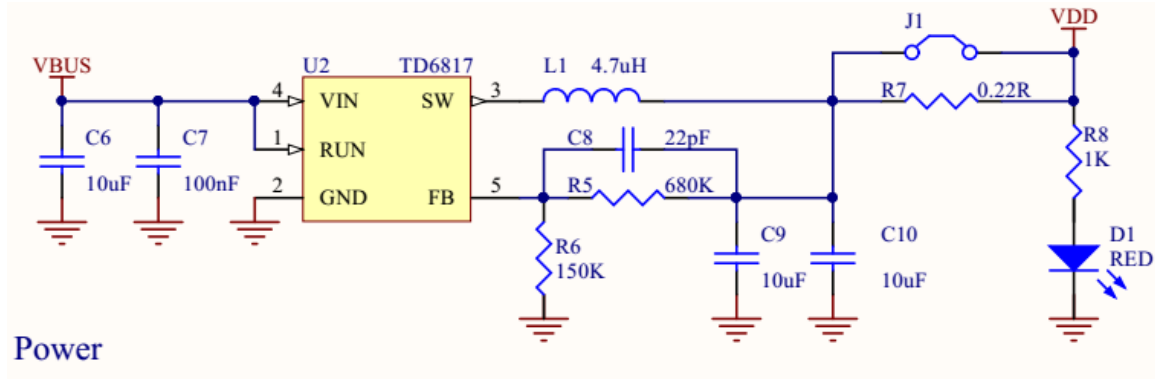 J1
VDD
VBUS
U2 TD6817 L1 4.7uH
4 VIN SW 3 R7 0.22R
C6 C7 1 RUN C8 22pF R8
1K
10uF 100nF 2 GND FB 5 R5 680K
C9 C10 D1
R6 RED
150K 10uF 10uF
Power